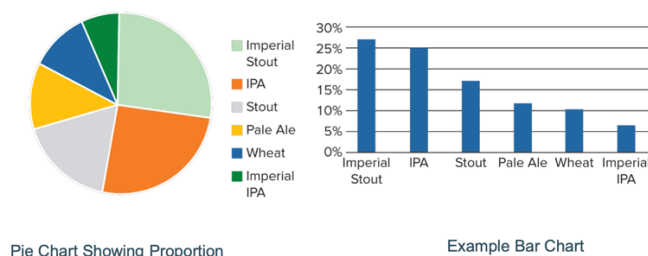 Imperial
Stout
IPA
Stout
Pale Ale
Wheat
Imperial
IPA
30%
25%
20%
15%
10%
5%
0%
Imperial IPA Stout Pale Ale Wheat Imperial
Stout IPA
Pie Chart Showing Proportion
Example Bar Chart